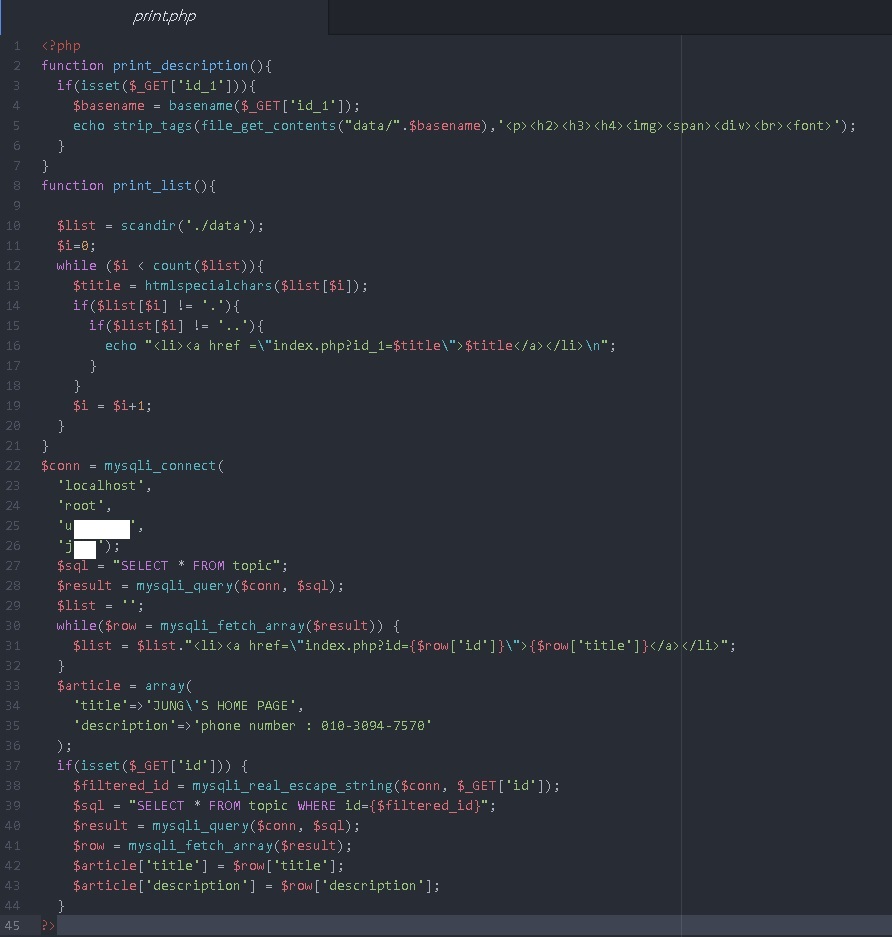 print.php
1 <?php
2 function print_description(){
3 if(isset($_GET['id_1'])){
4 $basename = basename($_GET['id_1']);
5 echo strip_tags(file_get_contents("data/".$basename),'<p><h2><h3><h4><img><span><div><br><font>');
6 }
7 }
8 function print_list(){
9
10 $list = scandir('./data');
11 $i=0;
12 while ($i < count($list)){
13 $title = htmlspecialchars($list[$i]);
14 if($list[$i] != '.'){
15 if($list[$i] != '..'){
16 echo "<li><a href =\"index.php?id_1=$title\">$title</a></li>\n";
17 }
18 }
19 $i = $i+1;
20 }
21 }
22 $conn = mysqli_connect(
23 'localhost',
24 'root',
25 'u',
26 'j');
27 $sql = "SELECT * FROM topic";
28 $result = mysqli_query($conn, $sql);
29 $list = '';
30 while($row = mysqli_fetch_array($result)) {
31 $list = $list."<li><a href=\"index.php?id={$row['id']}\">{$row['title']}</a></li>";
32 }
33 $article = array(
34 'title'=>'JUNG\'S HOME PAGE',
35 'description'=>'phone number : 010-3094-7570'
36 );
37 if(isset($_GET['id'])) {
38 $filtered_id = mysqli_real_escape_string($conn, $_GET['id']);
39 $sql = "SELECT * FROM topic WHERE id={$filtered_id}";
40 $result = mysqli_query($conn, $sql);
41 $row = mysqli_fetch_array($result);
42 $article['title'] = $row['title'];
43 $article['description'] = $row['description'];
44 }
45 ?>